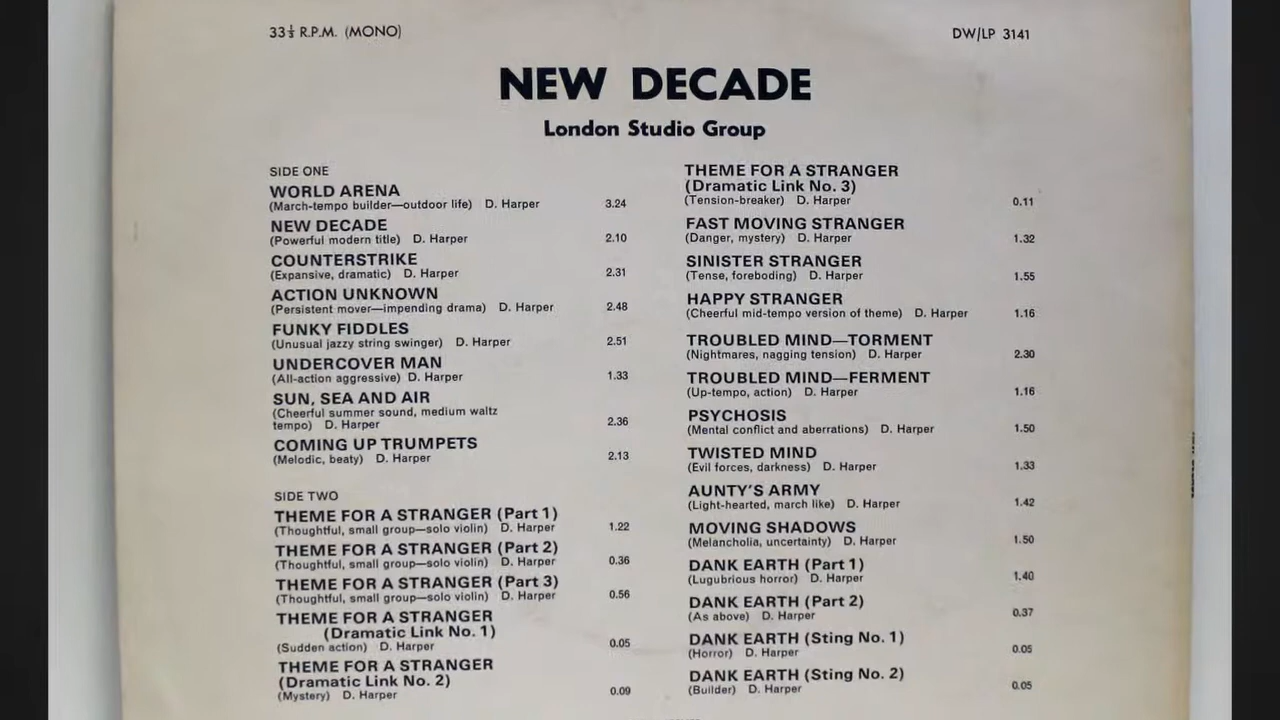 33⅓ R.P.M. (MONO)
DW/LP 3141
NEW DECADE
London Studio Group
SIDE ONE
WORLD ARENA
(March-tempo builder—outdoor life) D. Harper 3.24
NEW DECADE
(Powerful modern title) D. Harper 2.10
COUNTERSTRIKE
(Expansive, dramatic) D. Harper 2.31
ACTION UNKNOWN
(Persistent mover—impending drama) D. Harper 2.48
FUNKY FIDDLES
(Unusual jazzy string swinger) D. Harper 2.51
UNDERCOVER MAN
(All-action aggressive) D. Harper 1.33
SUN, SEA AND AIR
(Cheerful summer sound, medium waltz
tempo) D. Harper 2.36
COMING UP TRUMPETS
(Melodic, beaty) D. Harper 2.13
SIDE TWO
THEME FOR A STRANGER (Part 1)
(Thoughtful, small group—solo violin) D. Harper 1.22
THEME FOR A STRANGER (Part 2)
(Thoughtful, small group—solo violin) D. Harper 0.36
THEME FOR A STRANGER (Part 3)
(Thoughtful, small group—solo violin) D. Harper 0.56
THEME FOR A STRANGER
(Dramatic Link No. 1)
(Sudden action) D. Harper 0.05
THEME FOR A STRANGER
(Dramatic Link No. 2)
(Mystery) D. Harper 0.09
THEME FOR A STRANGER
(Dramatic Link No. 3)
(Tension-breaker) D. Harper 0.11
FAST MOVING STRANGER
(Danger, mystery) D. Harper 1.32
SINISTER STRANGER
(Tense, foreboding) D. Harper 1.55
HAPPY STRANGER
(Cheerful mid-tempo version of theme) D. Harper 1.16
TROUBLED MIND—TORMENT
(Nightmares, nagging tension) D. Harper 2.30
TROUBLED MIND—FERMENT
(Up-tempo, action) D. Harper 1.16
PSYCHOSIS
(Mental conflict and aberrations) D. Harper 1.50
TWISTED MIND
(Evil forces, darkness) D. Harper 1.33
AUNTY'S ARMY
(Light-hearted, march like) D. Harper 1.42
MOVING SHADOWS
(Melancholia, uncertainty) D. Harper 1.50
DANK EARTH (Part 1)
(Lugubrious horror) D. Harper 1.40
DANK EARTH (Part 2)
(As above) D. Harper 0.37
DANK EARTH (Sting No. 1)
(Horror) D. Harper 0.05
DANK EARTH (Sting No. 2)
(Builder) D. Harper 0.05